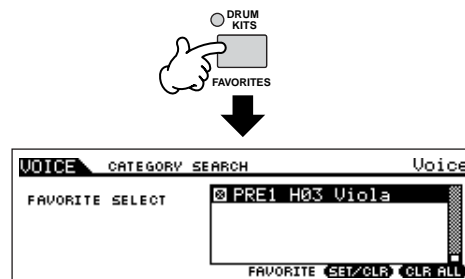 DRUM
KITS
FAVORITES
VOICE CATEGORY SEARCH Voice
FAVORITE SELECT
PRE1 H03 Viola
FAVORITE SET/CLR CLR ALL